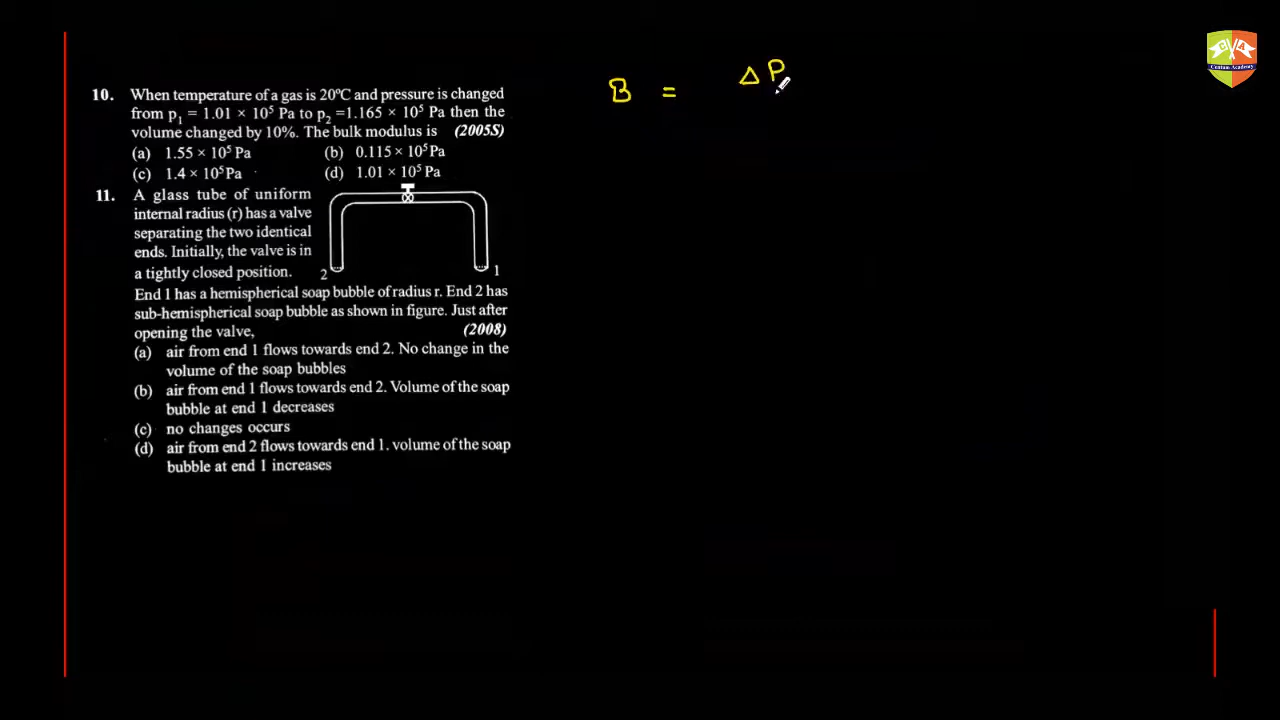 10. When temperature of a gas is 20°C and pressure is changed
from p₁ = 1.01 × 10⁵ Pa to p₂ =1.165 × 10⁵ Pa then the
volume changed by 10%. The bulk modulus is (2005S)
(a) 1.55 × 10⁵ Pa (b) 0.115 × 10⁵Pa
(c) 1.4 × 10⁵Pa (d) 1.01 × 10⁵ Pa
11. A glass tube of uniform
internal radius (r) has a valve
separating the two identical
ends. Initially, the valve is in
a tightly closed position.
2 1
End 1 has a hemispherical soap bubble of radius r. End 2 has
sub-hemispherical soap bubble as shown in figure. Just after
opening the valve, (2008)
(a) air from end 1 flows towards end 2. No change in the
volume of the soap bubbles
(b) air from end 1 flows towards end 2. Volume of the soap
bubble at end 1 decreases
(c) no changes occurs
(d) air from end 2 flows towards end 1. volume of the soap
bubble at end 1 increases
B = Δ P
C A
Centum Academy